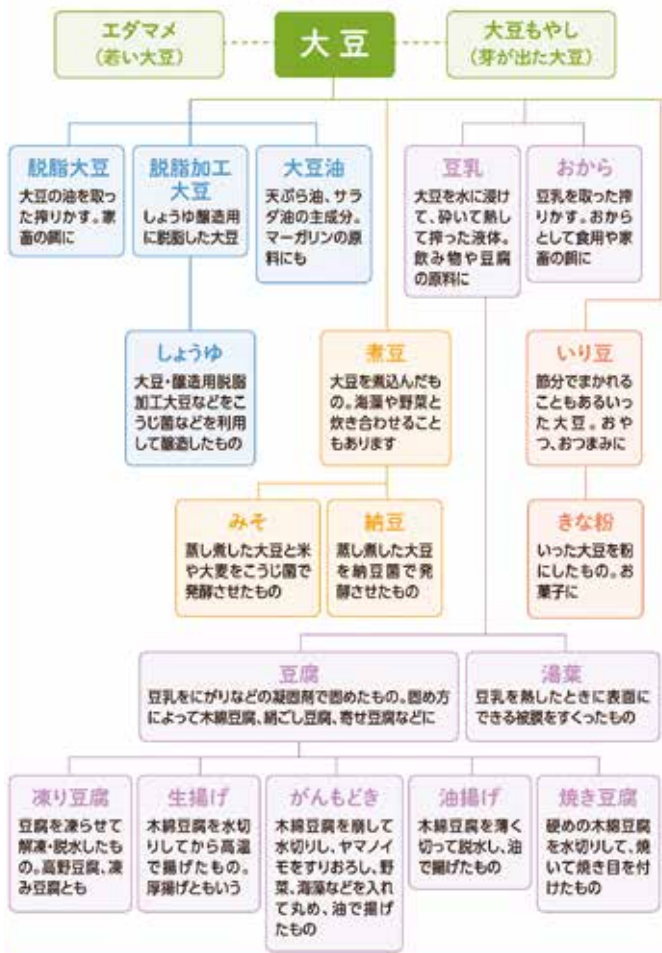 エダマメ
(若い大豆)
大豆
大豆もやし
(芽が出た大豆)
脱脂大豆
大豆の油を取っ
た搾りかす。家
畜の餌に
脱脂加工
大豆
しょうゆ醸造用
に脱脂した大豆
大豆油
天ぷら油、サラ
ダ油の主成分。
マーガリンの原
料にも
豆乳
大豆を水に浸け
て、砕いて熱し
て搾った液体。
飲み物や豆腐
の原料に
おから
豆乳を取った搾
りかす。おから
として食用や家
畜の餌に
しょうゆ
大豆・醸造用脱脂
加工大豆などをこ
うじ菌などを利用
して醸造したもの
煮豆
大豆を煮込んだも
の。海藻や野菜と
炊き合わせること
もあります
いり豆
節分でまかれる
こともあるいっ
た大豆。おや
つ、おつまみに
みそ
蒸し煮した大豆と米
や大麦をこうじ菌で
発酵させたもの
納豆
蒸し煮した大豆
を納豆菌で発
酵させたもの
きな粉
いった大豆を粉
にしたもの。お
菓子に
豆腐
豆乳をにがりなどの凝固剤で固めたもの。固め方
によって木綿豆腐、絹ごし豆腐、寄せ豆腐などに
湯葉
豆乳を熱したときに表面に
できる被膜をすくったもの
凍り豆腐
豆腐を凍らせて
解凍・脱水したも
の。高野豆腐、凍
み豆腐とも
生揚げ
木綿豆腐を水切
りしてから高温
で揚げたもの。
厚揚げともいう
がんもどき
木綿豆腐を崩して
水切りし、ヤマノイ
モをすりおろし、野
菜、海藻などを入れ
て丸め、油で揚げ
たもの
油揚げ
木綿豆腐を薄く
切って脱水し、油
で揚げたもの
焼き豆腐
硬めの木綿豆腐
を水切りして、焼
いて焼き目を付
けたもの